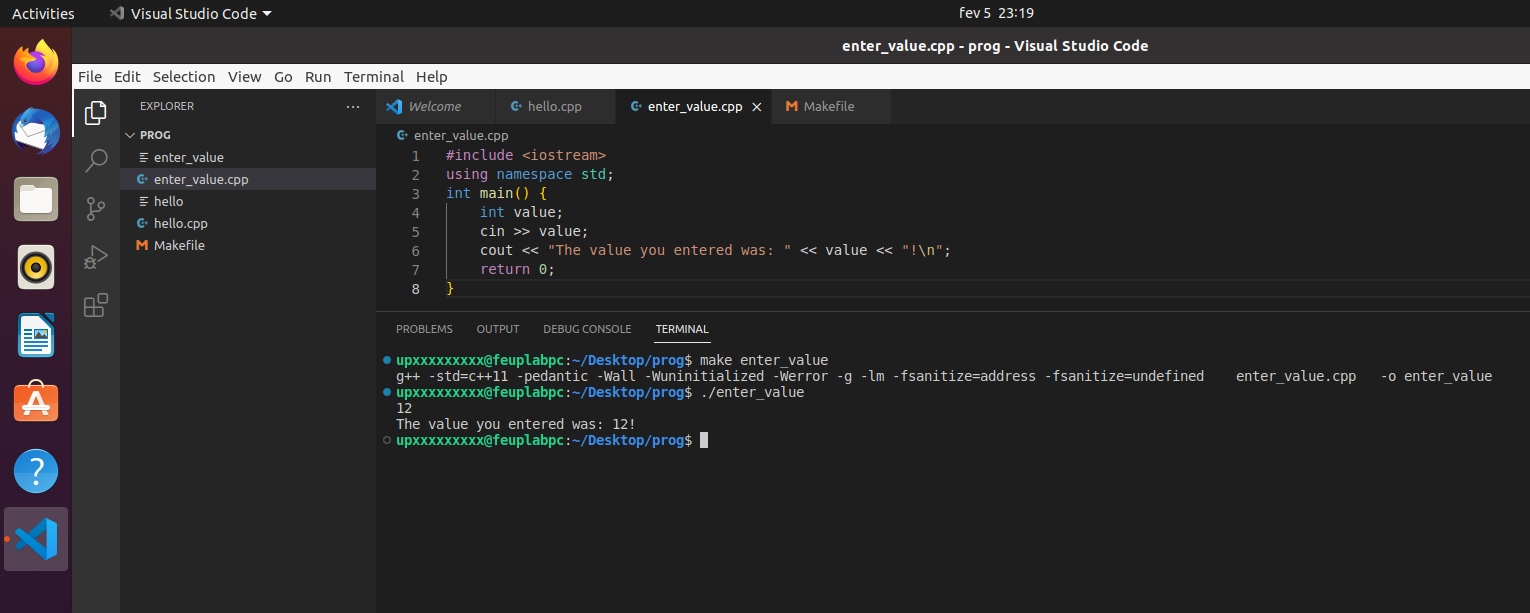 Activities Visual Studio Code fev 5 23:19
enter_value.cpp - prog - Visual Studio Code
File Edit Selection View Go Run Terminal Help
EXPLORER ···
PROG
enter_value
enter_value.cpp
hello
hello.cpp
Makefile
Welcome hello.cpp enter_value.cpp Makefile
enter_value.cpp
1 #include <iostream>
2 using namespace std;
3 int main() {
4     int value;
5     cin >> value;
6     cout << "The value you entered was: " << value << "!\n";
7     return 0;
8 }
PROBLEMS OUTPUT DEBUG CONSOLE TERMINAL
upxxxxxxxxx@feuplabpc:~/Desktop/prog$ make enter_value
g++ -std=c++11 -pedantic -Wall -Wuninitialized -Werror -g -lm -fsanitize=address -fsanitize=undefined    enter_value.cpp   -o enter_value
upxxxxxxxxx@feuplabpc:~/Desktop/prog$ ./enter_value
12
The value you entered was: 12!
upxxxxxxxxx@feuplabpc:~/Desktop/prog$